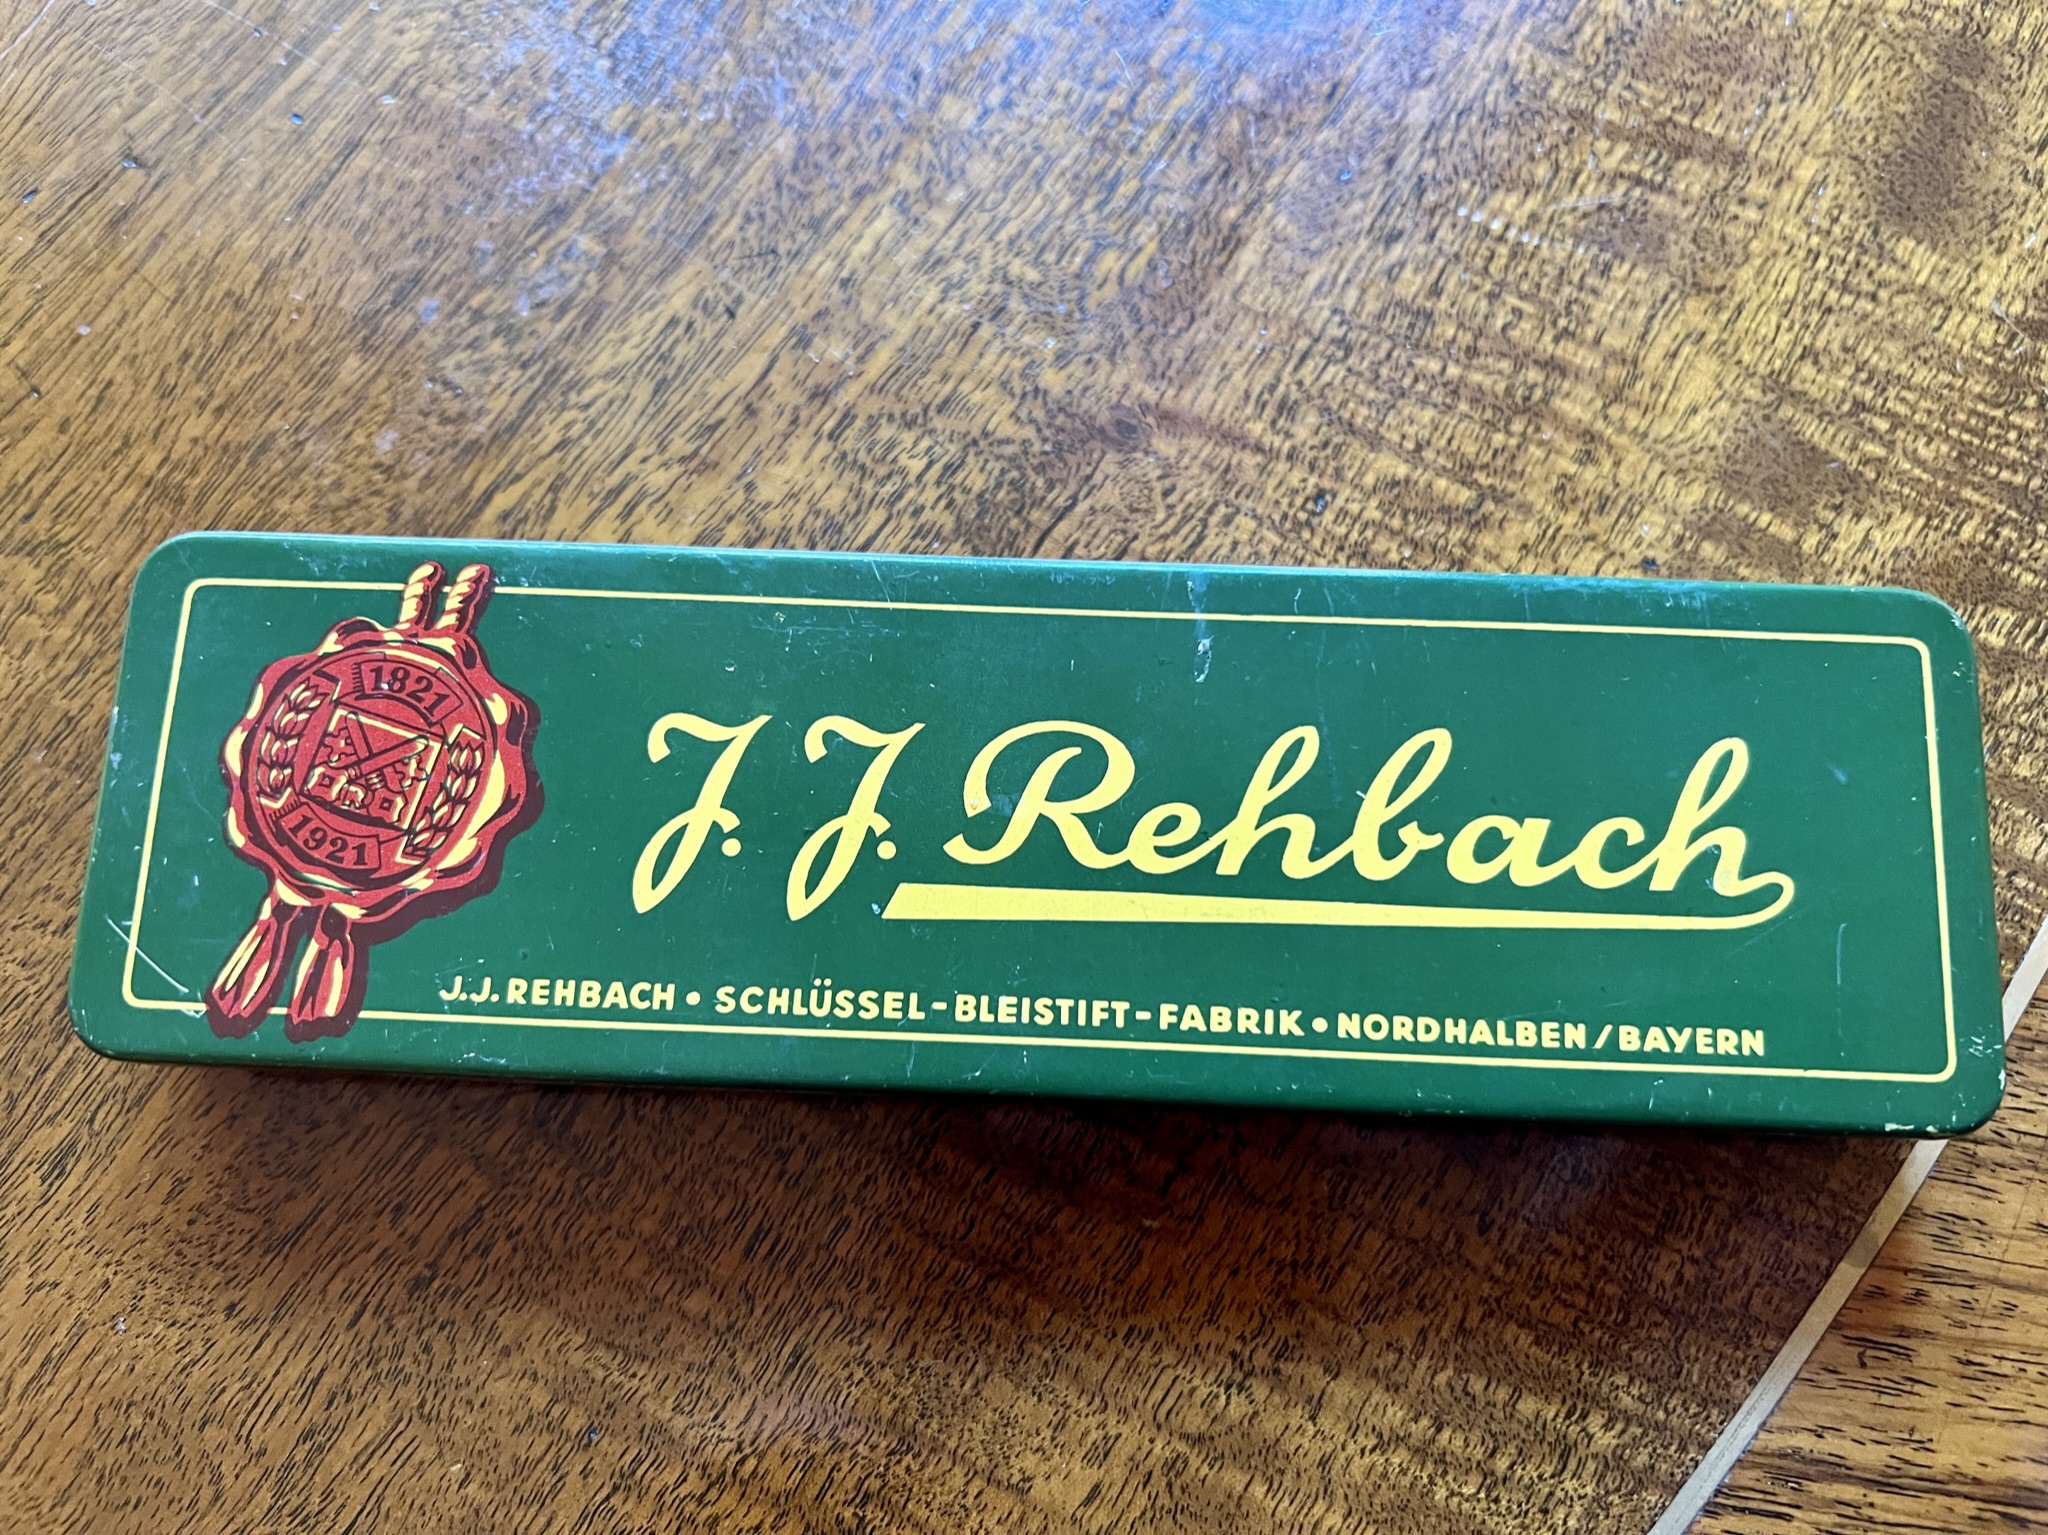 1821
1921
J. J. Rehbach
J.J. REHBACH • SCHLÜSSEL-BLEISTIFT-FABRIK • NORDHALBEN/BAYERN